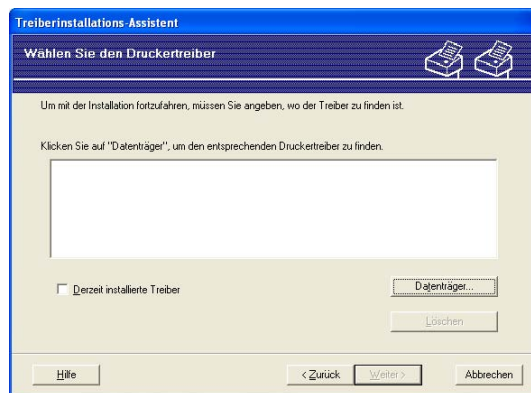 Treiberinstallations-Assistent
Wählen Sie den Druckertreiber
Um mit der Installation fortzufahren, müssen Sie angeben, wo der Treiber zu finden ist.
Klicken Sie auf "Datenträger", um den entsprechenden Druckertreiber zu finden.
Derzeit installierte Treiber
Datenträger...
Löschen
Hilfe
< Zurück
Weiter >
Abbrechen